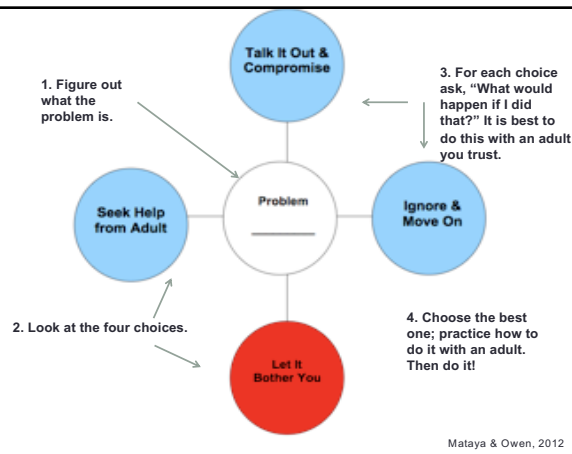 Talk It Out &
Compromise
1. Figure out
what the
problem is.
3. For each choice
ask, “What would
happen if I did
that?” It is best to
do this with an adult
you trust.
Problem
Seek Help
from Adult
Ignore &
Move On
2. Look at the four choices.
4. Choose the best
one; practice how to
do it with an adult.
Then do it!
Let It
Bother You
Mataya & Owen, 2012